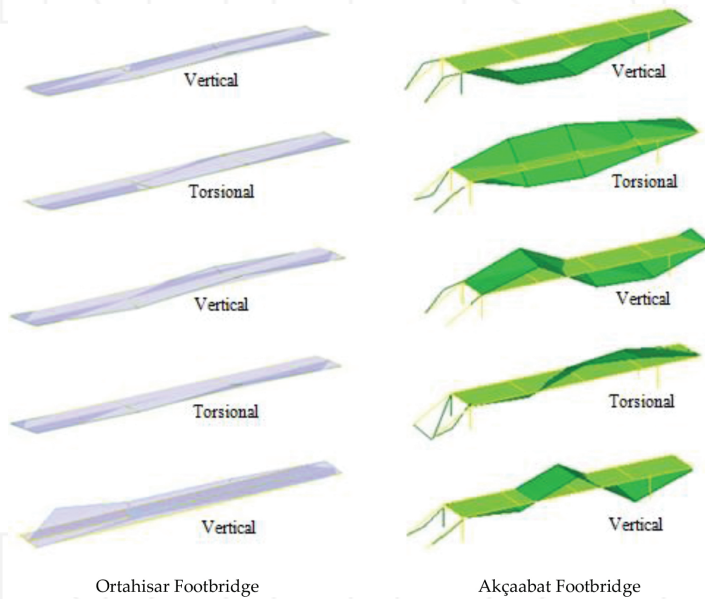 Vertical
Vertical
Torsional
Torsional
Vertical
Vertical
Torsional
Torsional
Vertical
Vertical
Ortahisar Footbridge
Akçaabat Footbridge